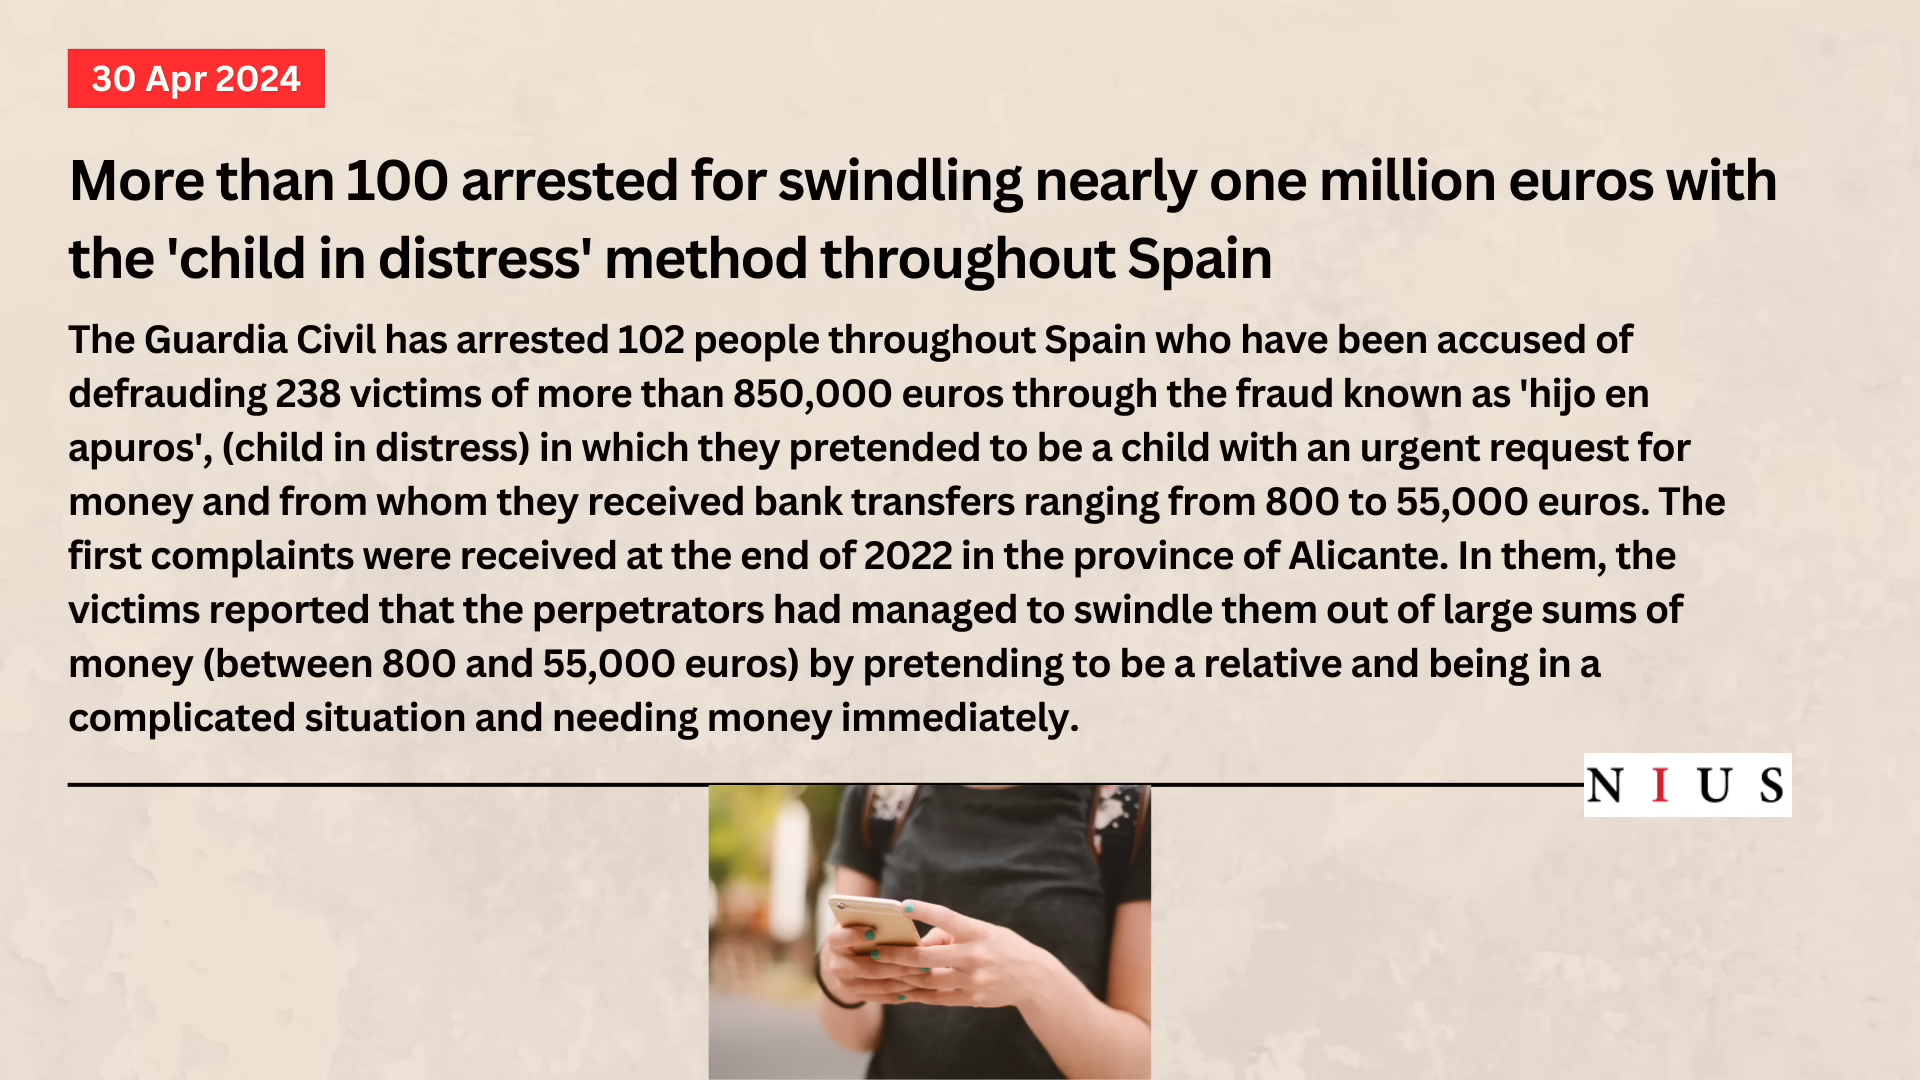 30 Apr 2024
More than 100 arrested for swindling nearly one million euros with
the 'child in distress' method throughout Spain
The Guardia Civil has arrested 102 people throughout Spain who have been accused of
defrauding 238 victims of more than 850,000 euros through the fraud known as 'hijo en
apuros', (child in distress) in which they pretended to be a child with an urgent request for
money and from whom they received bank transfers ranging from 800 to 55,000 euros. The
first complaints were received at the end of 2022 in the province of Alicante. In them, the
victims reported that the perpetrators had managed to swindle them out of large sums of
money (between 800 and 55,000 euros) by pretending to be a relative and being in a
complicated situation and needing money immediately.
NIUS